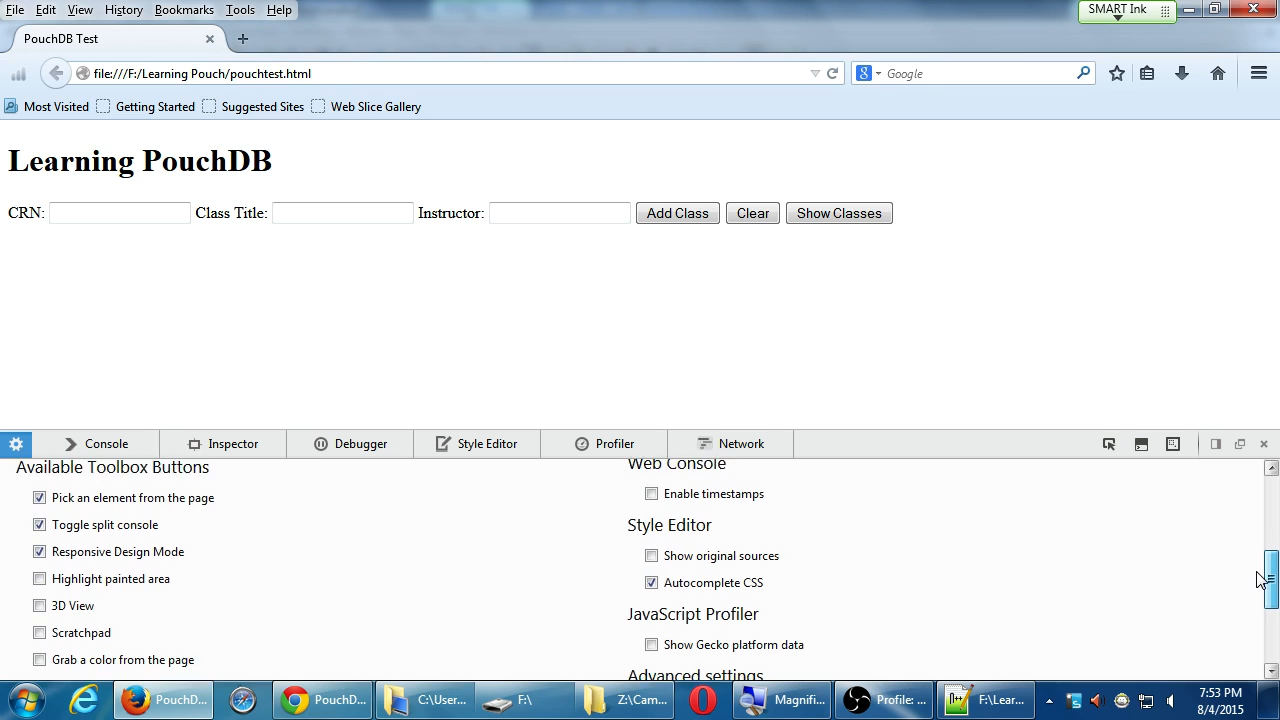 File Edit View History Bookmarks Tools Help
SMART Ink
PouchDB Test
file:///F:/Learning Pouch/pouchtest.html
Google
Most Visited Getting Started Suggested Sites Web Slice Gallery
Learning PouchDB
CRN: Class Title: Instructor: Add Class Clear Show Classes
Console Inspector Debugger Style Editor Profiler Network
Available Toolbox Buttons
Pick an element from the page
Toggle split console
Responsive Design Mode
Highlight painted area
3D View
Scratchpad
Grab a color from the page
Web Console
Enable timestamps
Style Editor
Show original sources
Autocomplete CSS
JavaScript Profiler
Show Gecko platform data
Advanced settings
PouchD... PouchD... C:\User... F:\ Z:\Cam... Magnifi... Profile: ... F:\Lear...
7:53 PM
8/4/2015